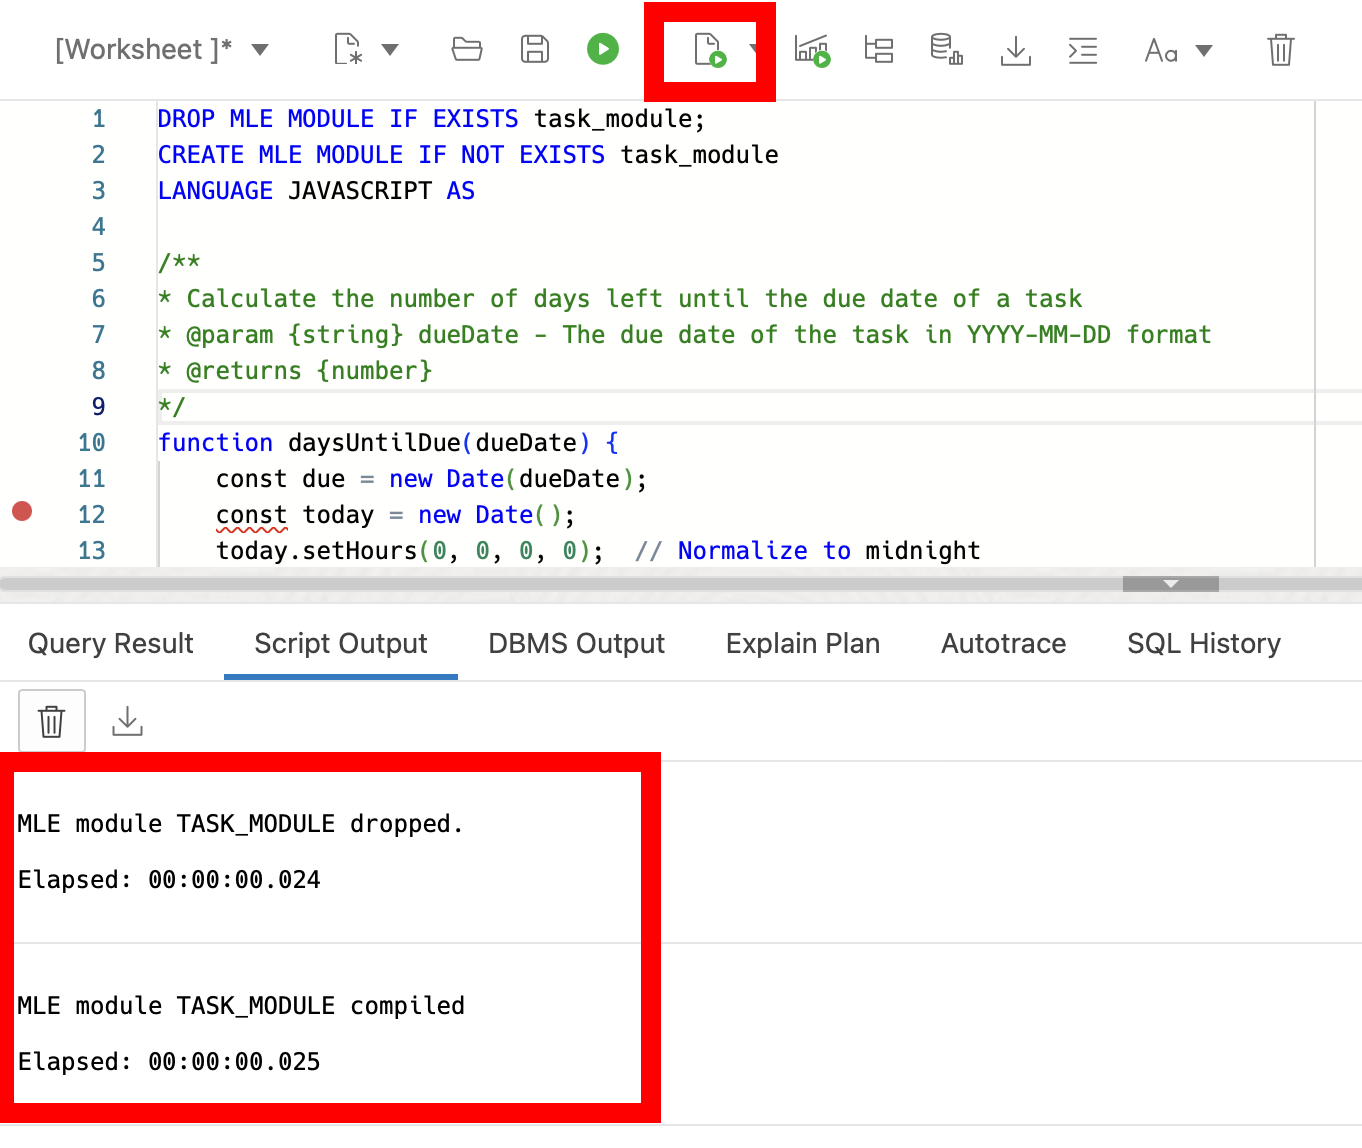 [Worksheet ]*
Aa
1 DROP MLE MODULE IF EXISTS task_module;
2 CREATE MLE MODULE IF NOT EXISTS task_module
3 LANGUAGE JAVASCRIPT AS
4
5 /**
6 * Calculate the number of days left until the due date of a task
7 * @param {string} dueDate - The due date of the task in YYYY-MM-DD format
8 * @returns {number}
9 */
10 function daysUntilDue(dueDate) {
11 const due = new Date(dueDate);
12 const today = new Date();
13 today.setHours(0, 0, 0, 0); // Normalize to midnight
Query Result Script Output DBMS Output Explain Plan Autotrace SQL History
MLE module TASK_MODULE dropped.
Elapsed: 00:00:00.024
MLE module TASK_MODULE compiled
Elapsed: 00:00:00.025